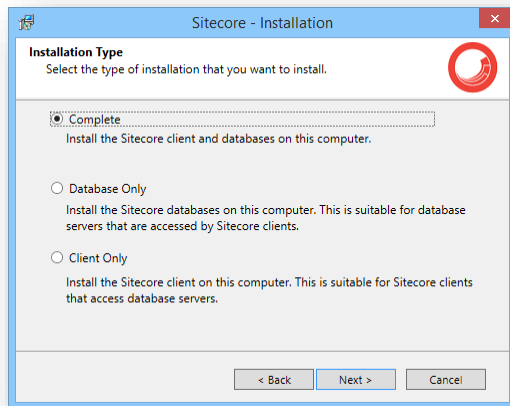 Sitecore - Installation
Installation Type
Select the type of installation that you want to install.
Complete
Install the Sitecore client and databases on this computer.
Database Only
Install the Sitecore databases on this computer. This is suitable for database
servers that are accessed by Sitecore clients.
Client Only
Install the Sitecore client on this computer. This is suitable for Sitecore clients
that access database servers.
< Back Next > Cancel